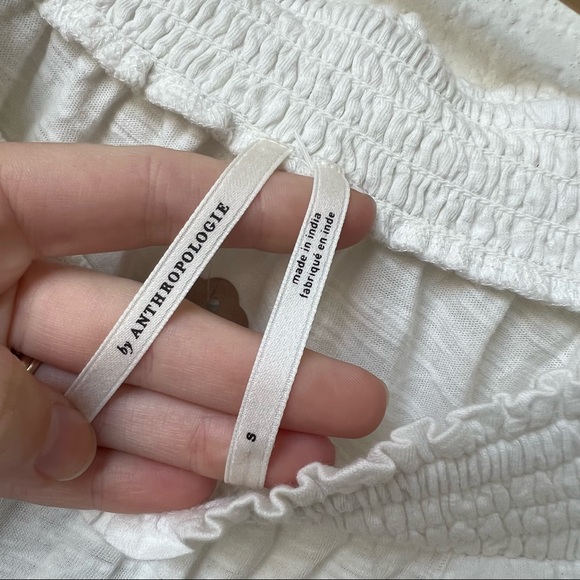 by ANTHROPOLOGIE
made in india
fabriqué en inde
S